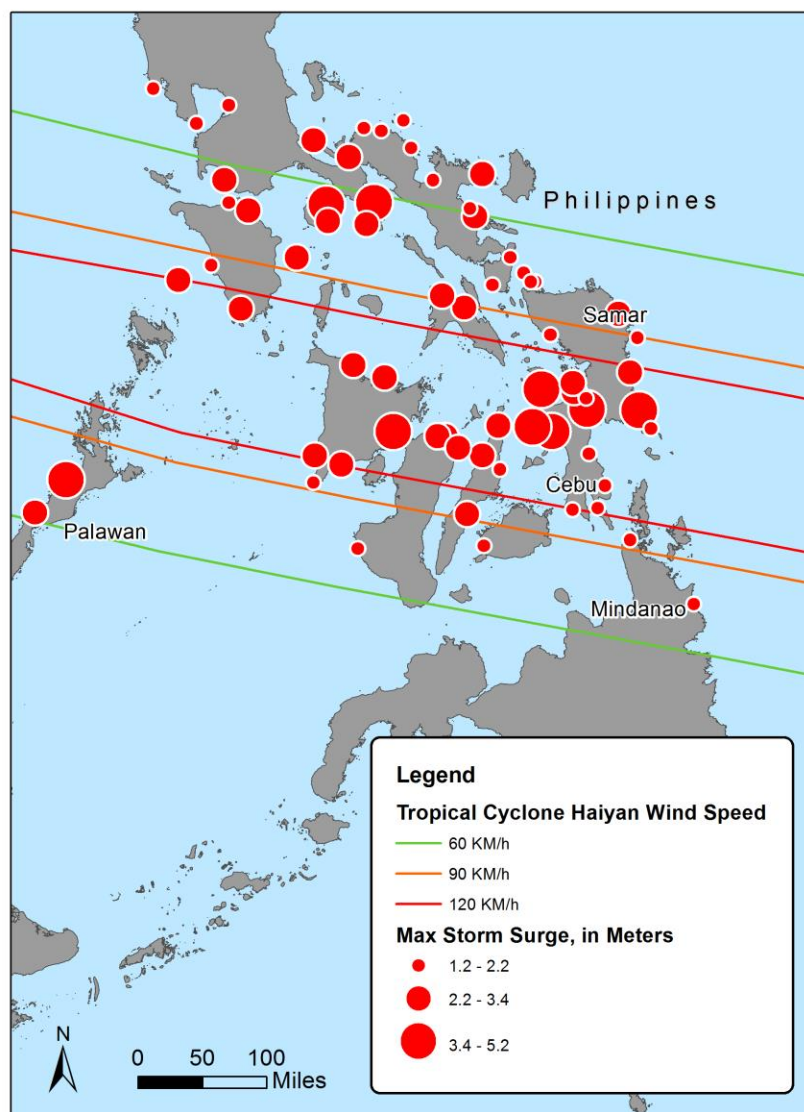 Philippines
Samar
Cebu
Palawan
Mindanao
Legend
Tropical Cyclone Haiyan Wind Speed
60 KM/h
90 KM/h
120 KM/h
Max Storm Surge, in Meters
1.2 - 2.2
2.2 - 3.4
3.4 - 5.2
N
0 50 100
Miles